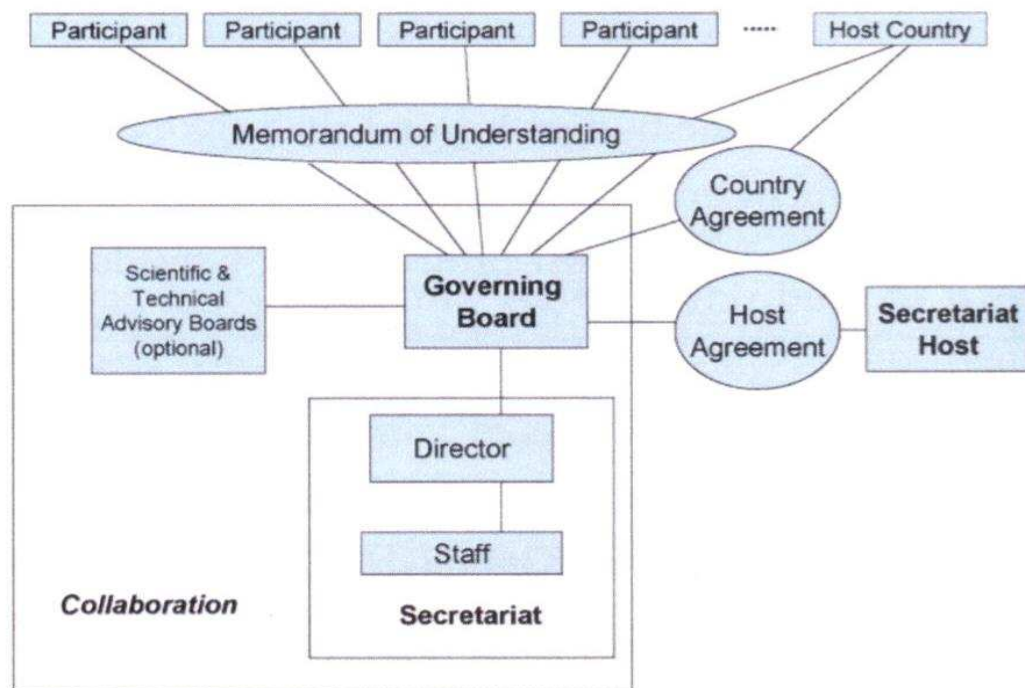 Participant
Participant
Participant
Participant
.....
Host Country
Memorandum of Understanding
Country
Agreement
Scientific &
Technical
Advisory Boards
(optional)
Governing
Board
Host
Agreement
Secretariat
Host
Director
Staff
Collaboration
Secretariat